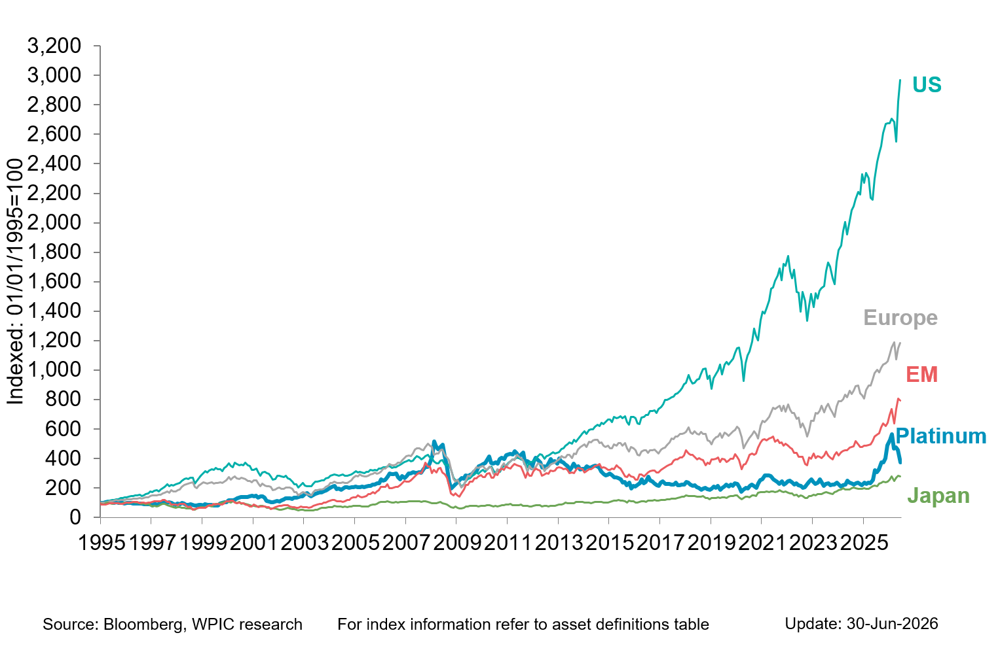 3,200
3,000
2,800
2,600
2,400
2,200
2,000
1,800
1,600
1,400
1,200
1,000
800
600
400
200
0
Indexed: 01/01/1995=100
US
Europe
EM
Platinum
Japan
1995 1997 1999 2001 2003 2005 2007 2009 2011 2013 2015 2017 2019 2021 2023 2025
Source: Bloomberg, WPIC research For index information refer to asset definitions table Update: 30-Jun-2026